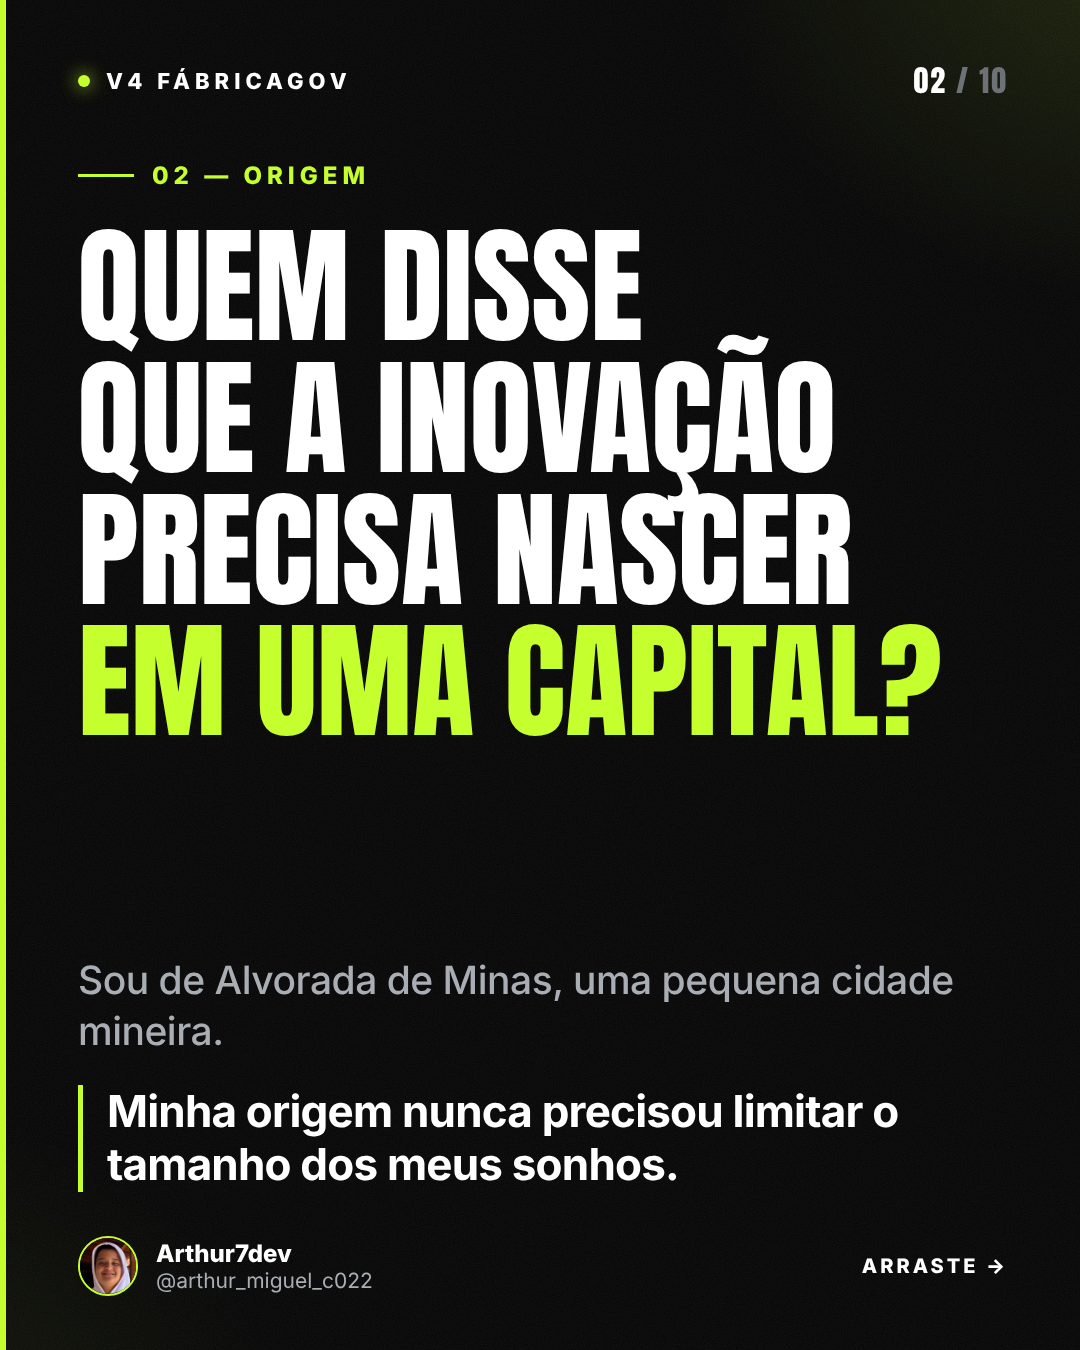 V4 FÁBRICAGOV
02 / 10
02 — ORIGEM
QUEM DISSE
QUE A INOVAÇÃO
PRECISA NASCER
EM UMA CAPITAL?
Sou de Alvorada de Minas, uma pequena cidade
mineira.
Minha origem nunca precisou limitar o
tamanho dos meus sonhos.
Arthur7dev
@arthur_miguel_c022
ARRASTE →